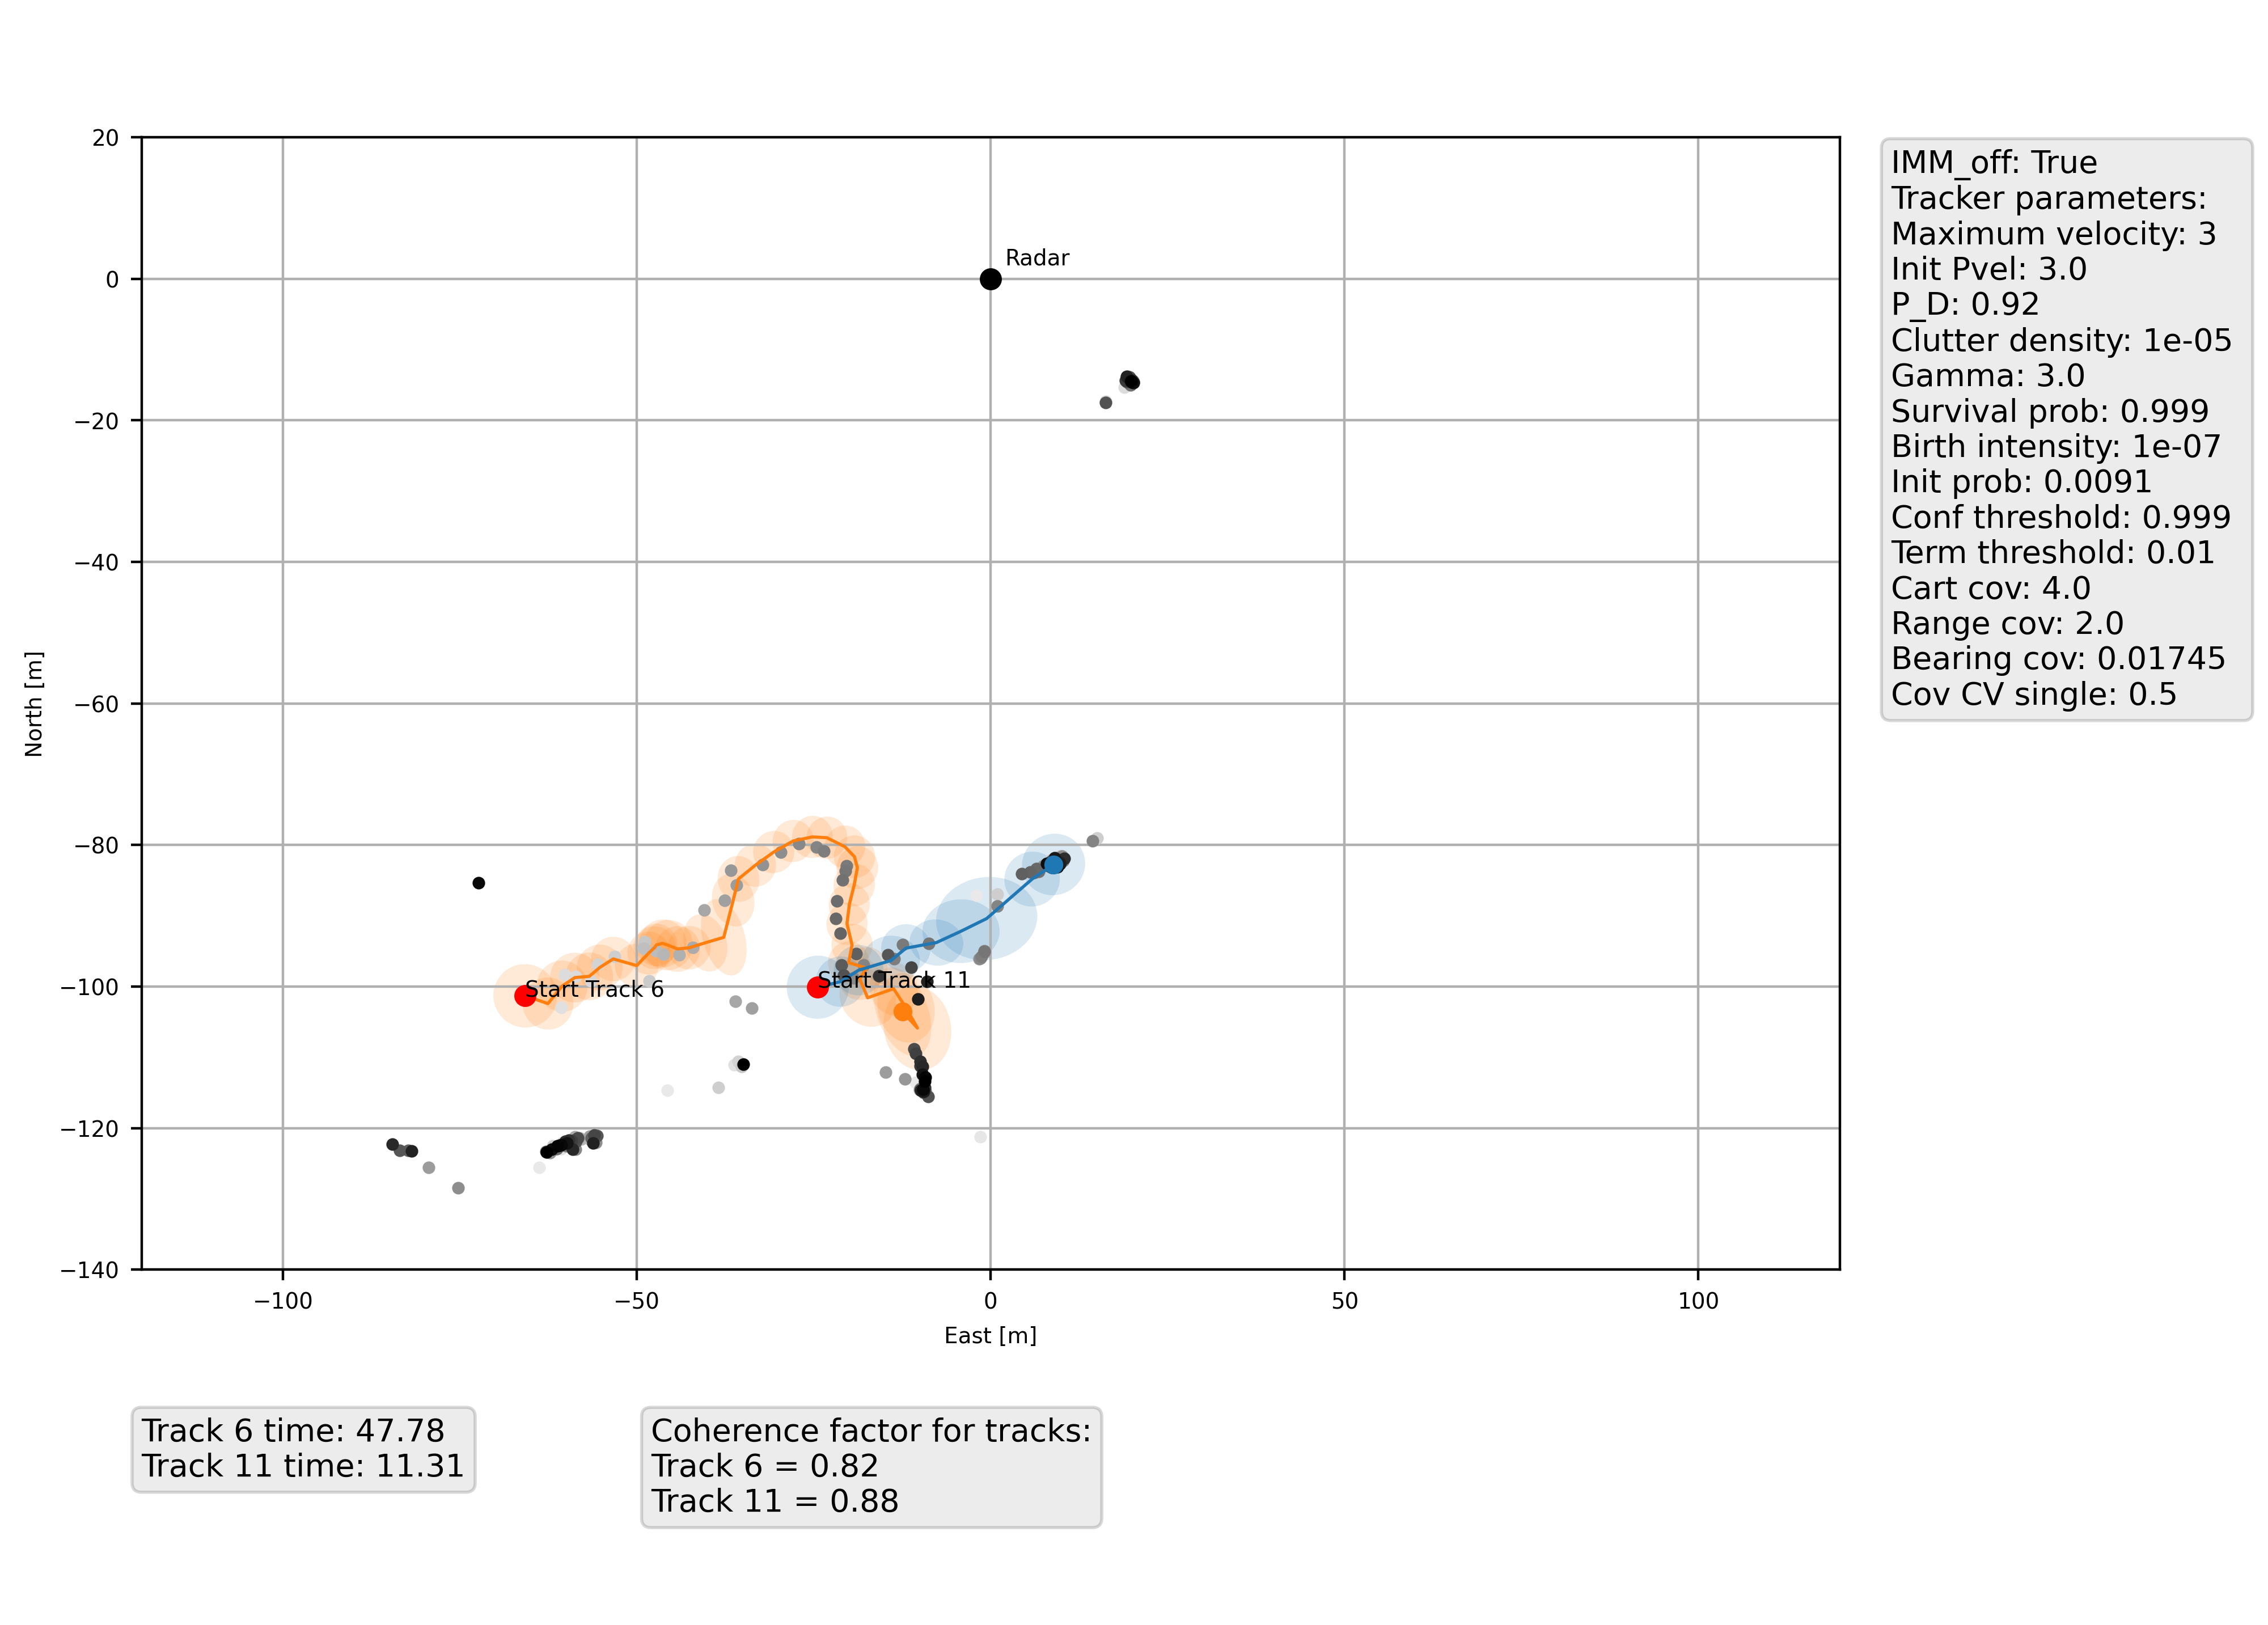 20
0
−20
−40
−60
−80
−100
−120
−140
North [m]
Radar
Start Track 6
Start Track 11
−100
−50
0
50
100
East [m]
IMM_off: True
Tracker parameters:
Maximum velocity: 3
Init Pvel: 3.0
P_D: 0.92
Clutter density: 1e-05
Gamma: 3.0
Survival prob: 0.999
Birth intensity: 1e-07
Init prob: 0.0091
Conf threshold: 0.999
Term threshold: 0.01
Cart cov: 4.0
Range cov: 2.0
Bearing cov: 0.01745
Cov CV single: 0.5
Track 6 time: 47.78
Track 11 time: 11.31
Coherence factor for tracks:
Track 6 = 0.82
Track 11 = 0.88